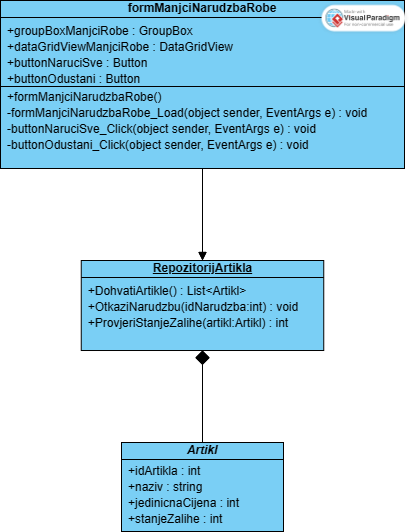 formManjciNarudzbaRobe
Made with
Visual Paradigm
For non-commercial use
+groupBoxManjciRobe : GroupBox
+dataGridViewManjciRobe : DataGridView
+buttonNaruciSve : Button
+buttonOdustani : Button
+formManjciNarudzbaRobe()
-formManjciNarudzbaRobe_Load(object sender, EventArgs e) : void
-buttonNaruciSve_Click(object sender, EventArgs e) : void
-buttonOdustani_Click(object sender, EventArgs e) : void
RepozitorijArtikla
+DohvatiArtikle() : List<Artikl>
+OtkaziNarudzbu(idNarudzba:int) : void
+ProvjeriStanjeZalihe(artikl:Artikl) : int
Artikl
+idArtikla : int
+naziv : string
+jedinicnaCijena : int
+stanjeZalihe : int